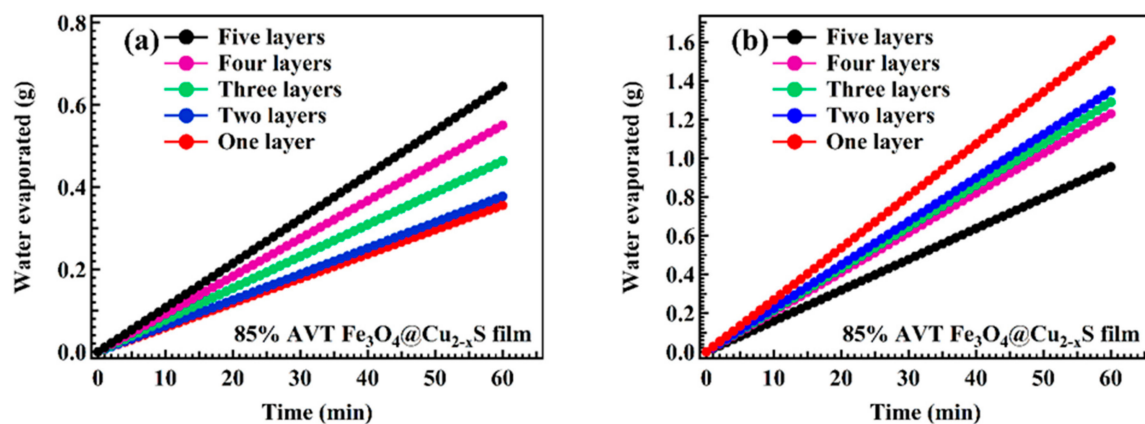 (a)
Five layers
Four layers
Three layers
Two layers
One layer
85% AVT Fe₃O₄@Cu₂₋ₓS film
Water evaporated (g)
0.8
0.6
0.4
0.2
0.0
0 10 20 30 40 50 60
Time (min)
(b)
Five layers
Four layers
Three layers
Two layers
One layer
85% AVT Fe₃O₄@Cu₂₋ₓS film
Water evaporated (g)
1.6
1.4
1.2
1.0
0.8
0.6
0.4
0.2
0.0
0 10 20 30 40 50 60
Time (min)